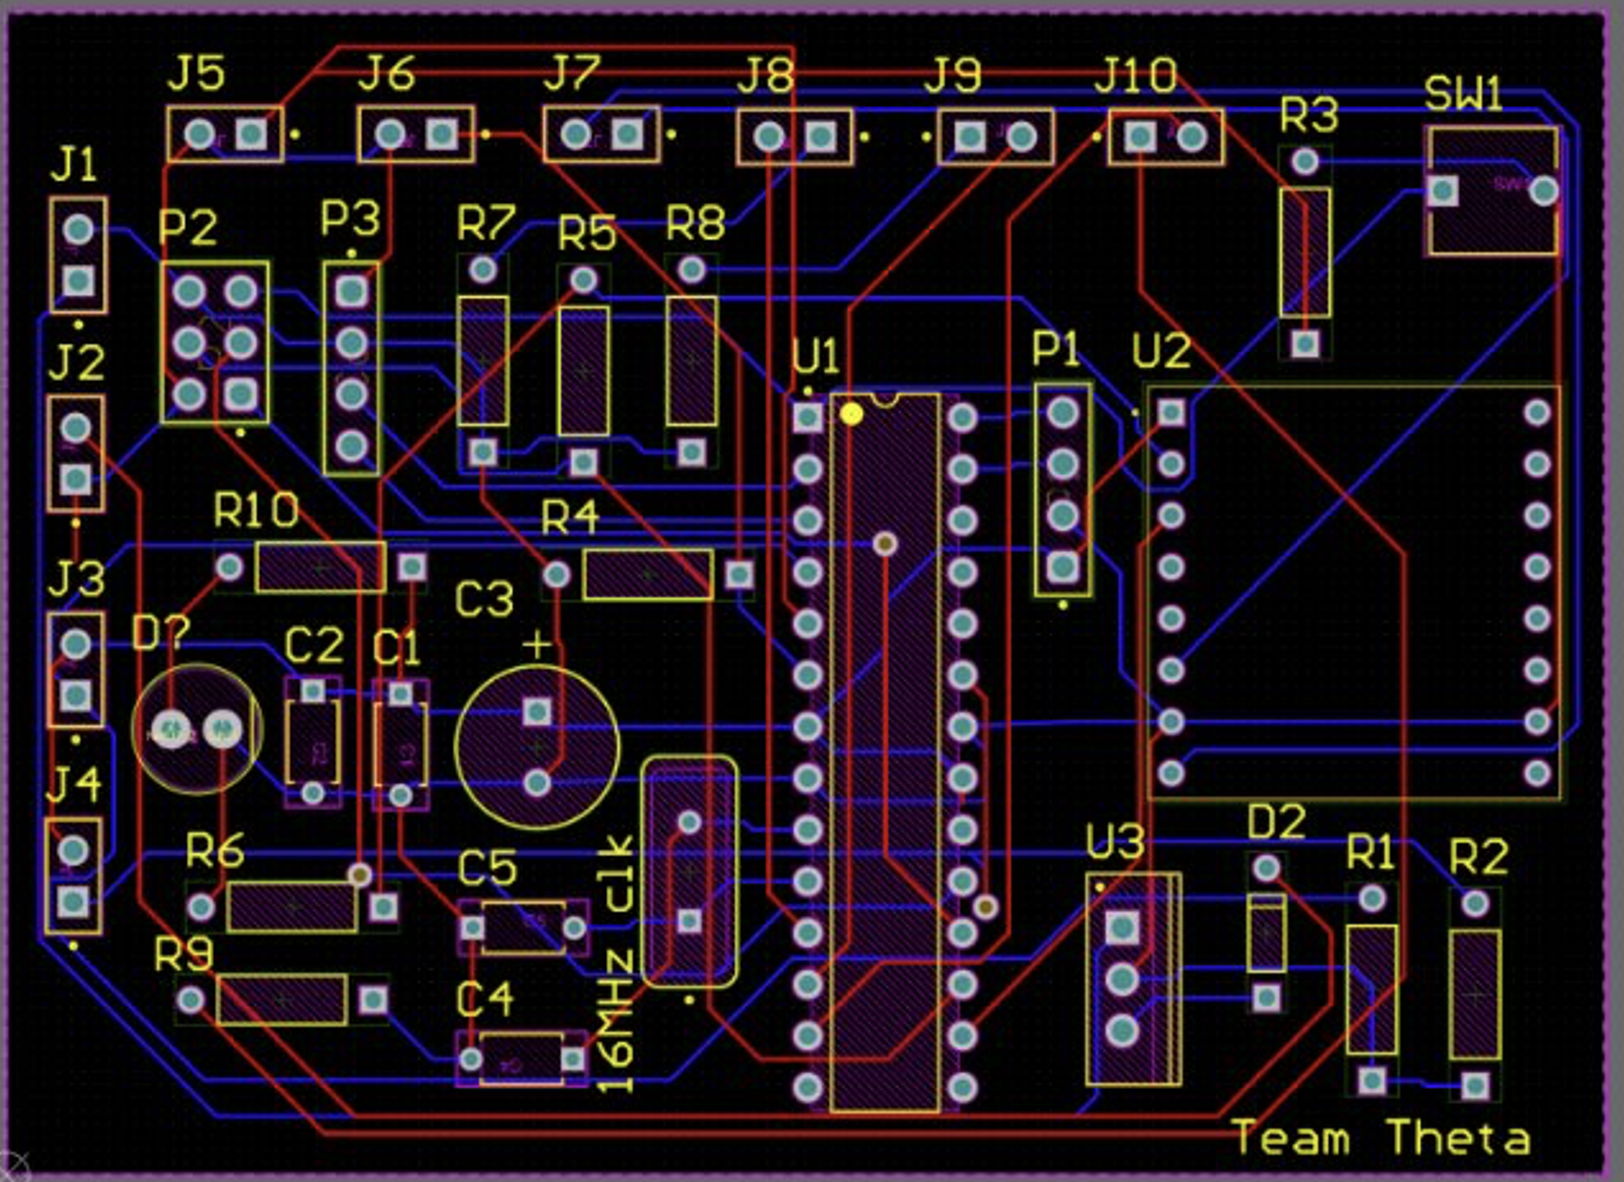 J5 J6 J7 J8 J9 J10 R3 SW1
J1 P2 P3 R7 R5 R8
J2 U1 P1 U2
R10 R4
J3 D? C2 C1 C3 +
J4 R6 C5 U3 D2 R1 R2
R9 C4
16MHz clk
Team Theta